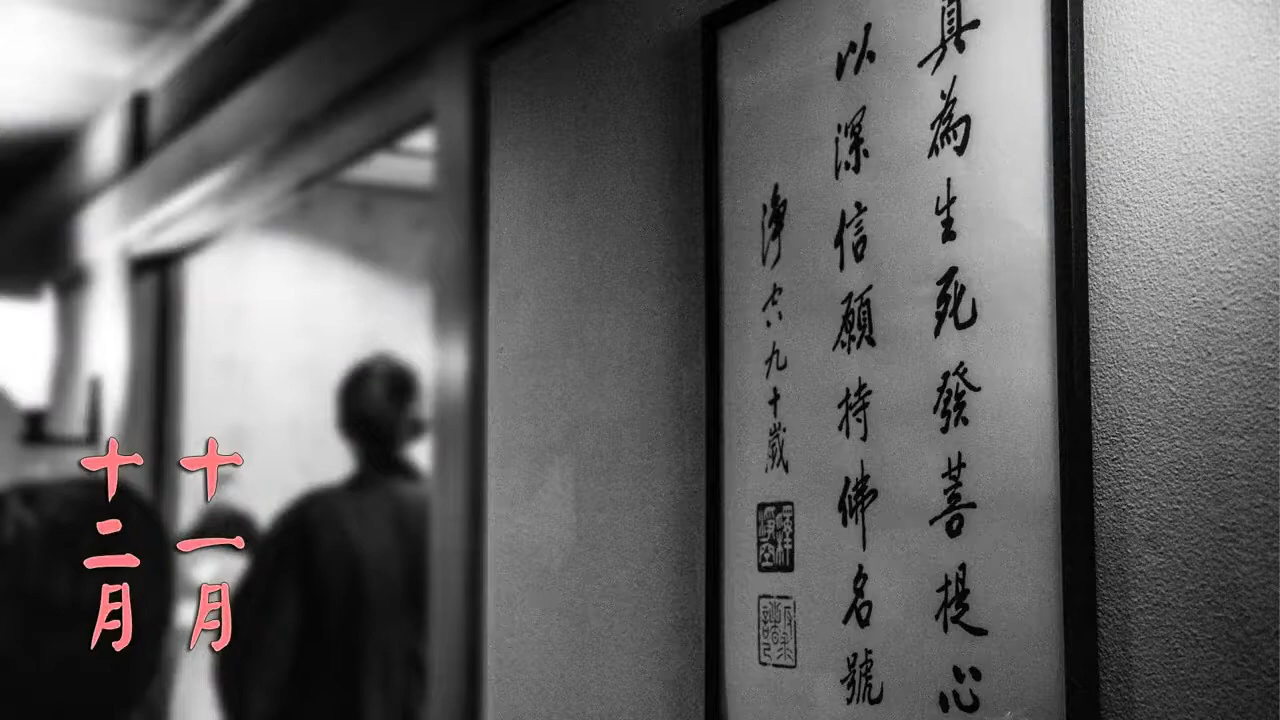 真為生死發菩提心
以深信願持佛名號
淨空九十歲
十一月
十二月